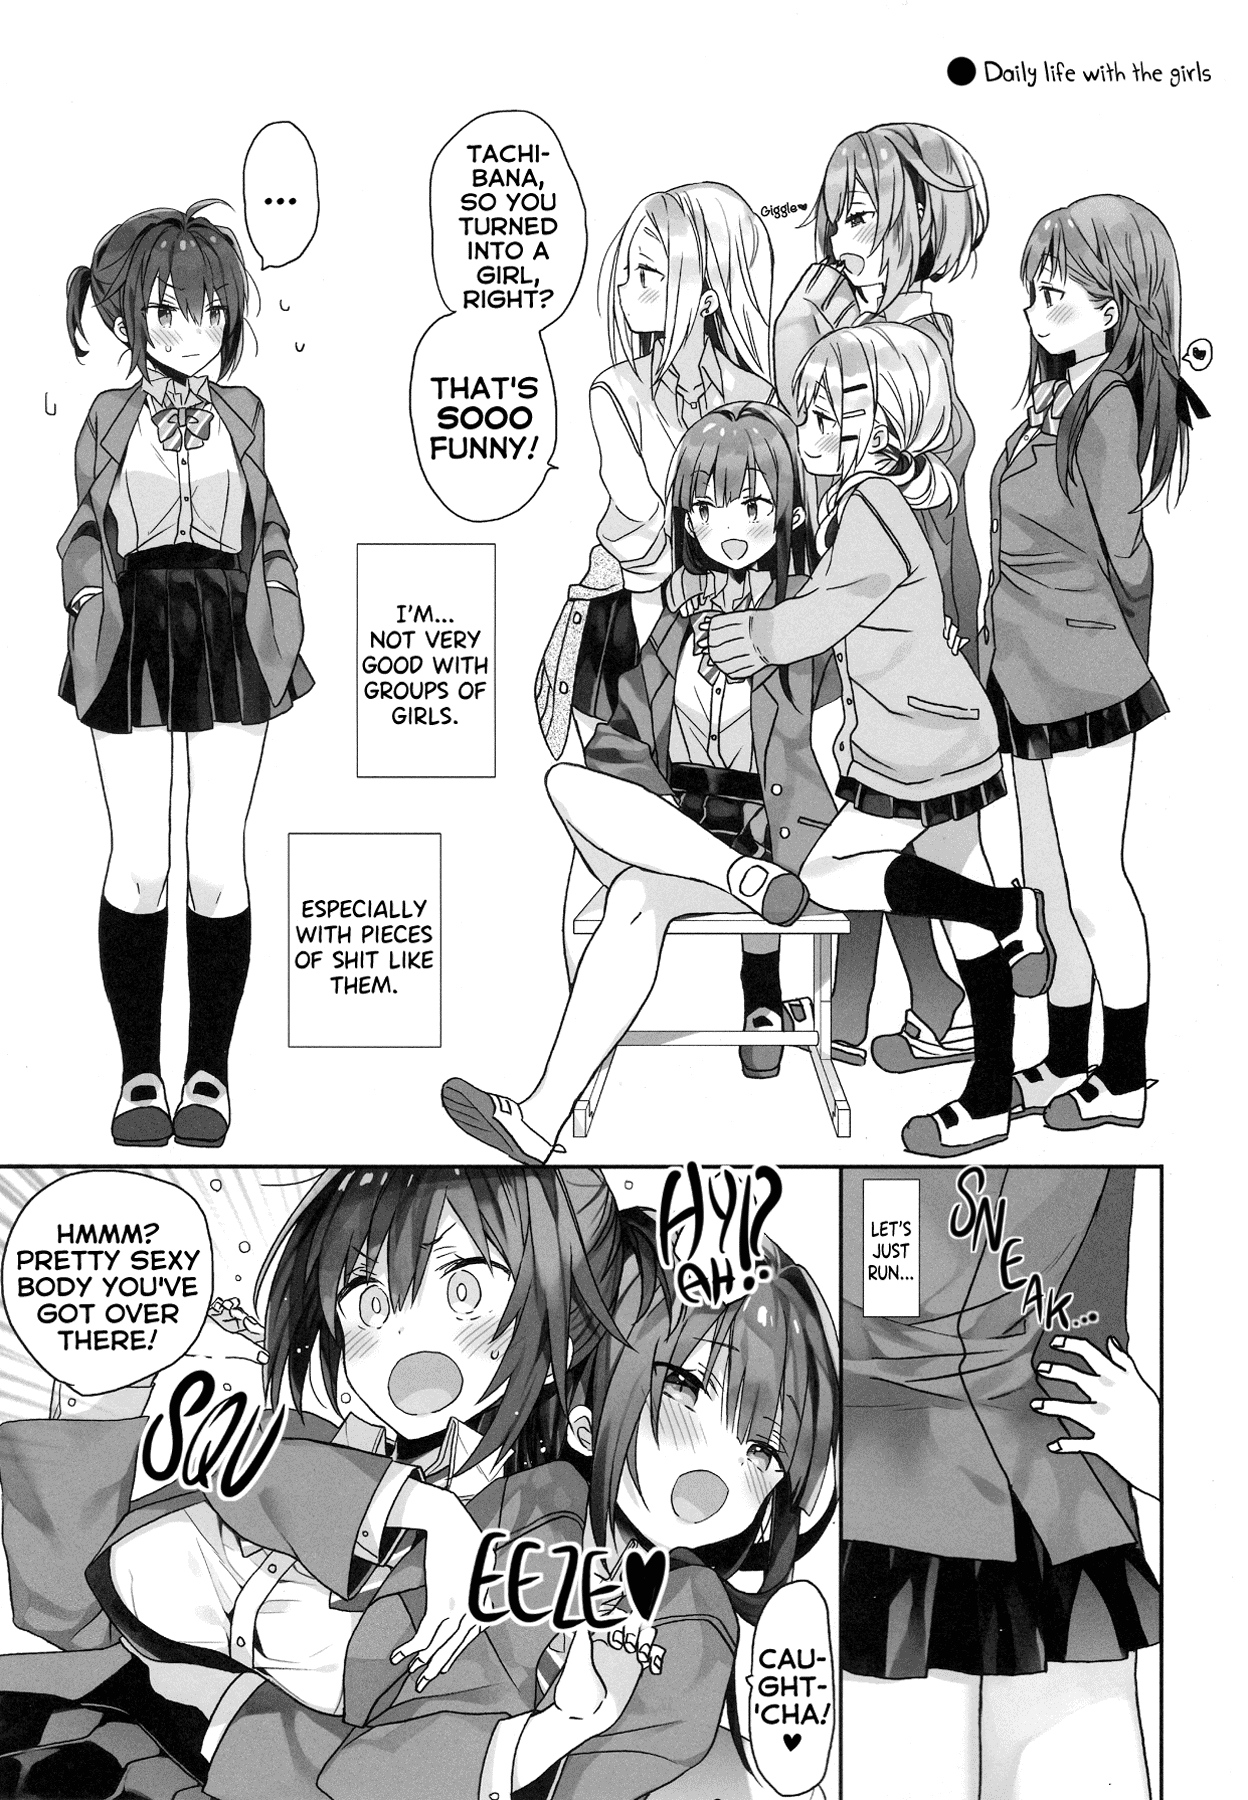 ● Daily life with the girls
TACHI-
BANA,
SO YOU
TURNED
INTO A
GIRL,
RIGHT?
THAT'S
SOOO
FUNNY!
Giggle♥
...
I'M...
NOT VERY
GOOD WITH
GROUPS OF
GIRLS.
ESPECIALLY
WITH PIECES
OF SHIT LIKE
THEM.
LET'S
JUST
RUN...
SNEAK...
AY!?
AH!?
HMMM?
PRETTY SEXY
BODY YOU'VE
GOT OVER
THERE!
SQU
EEZE♥
CAU-
GHT-
'CHA!
♥